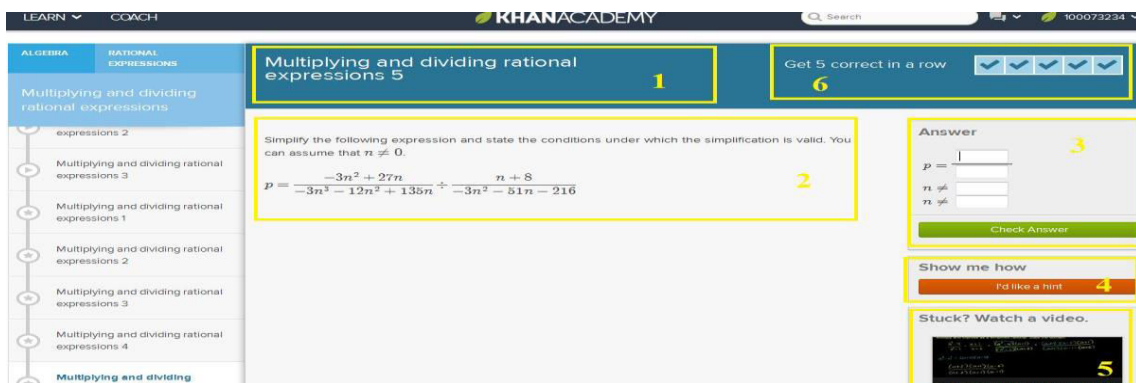 LEARN COACH KHANACADEMY Search 100073234
ALGEBRA RATIONAL
EXPRESSIONS
Multiplying and dividing
rational expressions
expressions 2
Multiplying and dividing rational
expressions 3
Multiplying and dividing rational
expressions 1
Multiplying and dividing rational
expressions 2
Multiplying and dividing rational
expressions 3
Multiplying and dividing rational
expressions 4
Multiplying and dividing
Multiplying and dividing rational
expressions 5
1
Get 5 correct in a row
6
Simplify the following expression and state the conditions under which the simplification is valid. You
can assume that n ≠ 0.
p = (−3n² + 27n)/(−3n³ − 12n² + 135n) ÷ (n + 8)/(−3n² − 51n − 216)
2
Answer
3
p =
n ≠
n ≠
Check Answer
Show me how
I'd like a hint 4
Stuck? Watch a video.
5